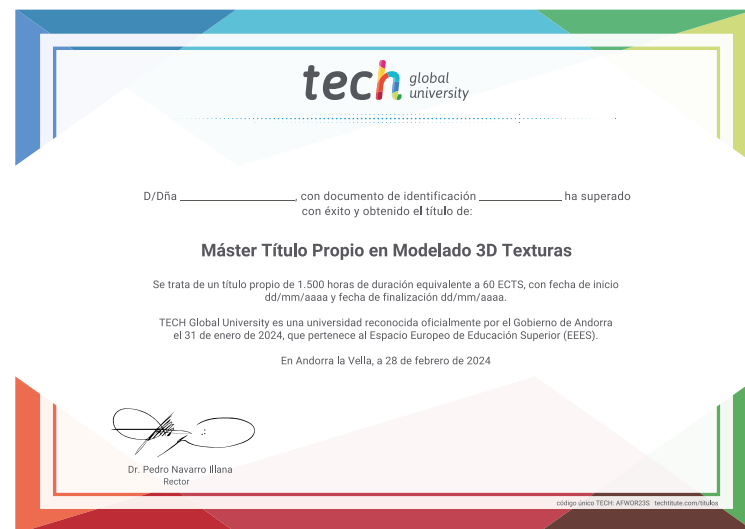 tech global university
D/Dña ____________________, con documento de identificación ______________ ha superado
con éxito y obtenido el título de:
Máster Título Propio en Modelado 3D Texturas
Se trata de un título propio de 1.500 horas de duración equivalente a 60 ECTS, con fecha de inicio
dd/mm/aaaa y fecha de finalización dd/mm/aaaa.
TECH Global University es una universidad reconocida oficialmente por el Gobierno de Andorra
el 31 de enero de 2024, que pertenece al Espacio Europeo de Educación Superior (EEES).
En Andorra la Vella, a 28 de febrero de 2024
Dr. Pedro Navarro Illana
Rector
código único TECH: AFWOR23S techtitute.com/titulos